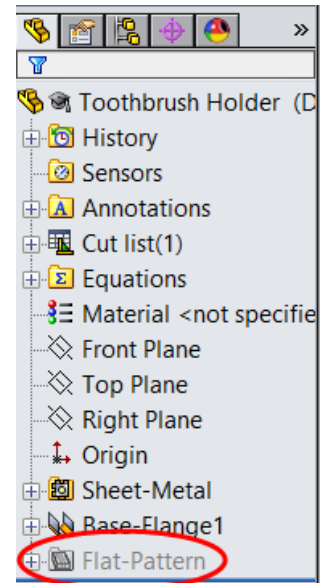 »
Toothbrush Holder (D
History
Sensors
A Annotations
Cut list(1)
Σ Equations
Material <not specifie
Front Plane
Top Plane
Right Plane
Origin
Sheet-Metal
Base-Flange1
Flat-Pattern